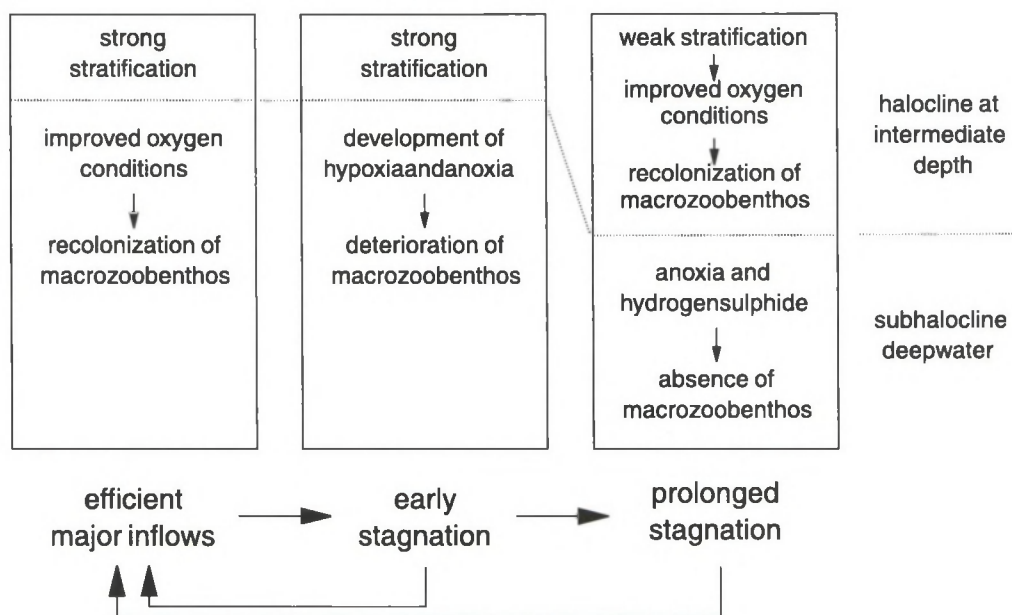 strong
stratification
improved oxygen
conditions
recolonization of
macrozoobenthos
strong
stratification
development of
hypoxiaandanoxia
deterioration of
macrozoobenthos
weak stratification
improved oxygen
conditions
recolonization of
macrozoobenthos
anoxia and
hydrogensulphide
absence of
macrozoobenthos
halocline at
intermediate
depth
subhalocline
deepwater
efficient
major inflows
early
stagnation
prolonged
stagnation